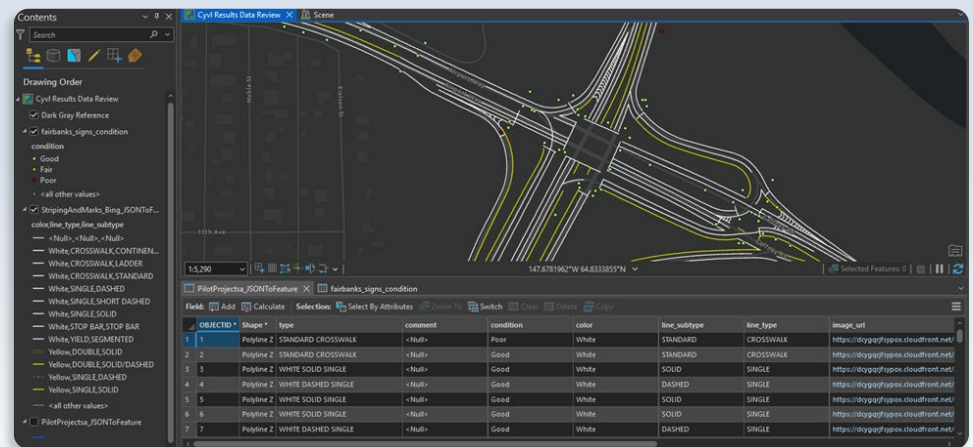 Contents
Search
Drawing Order
Cyvl Results Data Review
Dark Gray Reference
fairbanks_signs_condition
condition
Good
Fair
Poor
<all other values>
StripingAndMarks_Bing_JSONToF...
color,line_type,line_subtype
<Null>,<Null>,<Null>
White,CROSSWALK,CONTINEN...
White,CROSSWALK,LADDER
White,CROSSWALK,STANDARD
White,SINGLE,DASHED
White,SINGLE,SHORT DASHED
White,SINGLE,SOLID
White,STOP BAR,STOP BAR
White,YIELD,SEGMENTED
Yellow,DOUBLE,SOLID
Yellow,DOUBLE,SOLID/DASHED
Yellow,SINGLE,DASHED
Yellow,SINGLE,SOLID
<all other values>
PilotProjectsa_JSONToFeature
Cyvl Results Data Review Scene
Noble St
15th Ave
1:5,290 147.6781962°W 64.8333855°N Selected Features: 0
PilotProjectsa_JSONToFeature fairbanks_signs_condition
Field: Add Calculate Selection: Select By Attributes Zoom To Switch Clear Delete Copy
OBJECTID * Shape * type comment condition color line_subtype line_type image_url
1 1 Polyline Z STANDARD CROSSWALK <Null> Poor White STANDARD CROSSWALK https://dcygqrjfsypox.cloudfront.net/
2 2 Polyline Z STANDARD CROSSWALK <Null> Good White STANDARD CROSSWALK https://dcygqrjfsypox.cloudfront.net/
3 3 Polyline Z WHITE SOLID SINGLE <Null> Good White SOLID SINGLE https://dcygqrjfsypox.cloudfront.net/
4 4 Polyline Z WHITE DASHED SINGLE <Null> Good White DASHED SINGLE https://dcygqrjfsypox.cloudfront.net/
5 5 Polyline Z WHITE SOLID SINGLE <Null> Good White SOLID SINGLE https://dcygqrjfsypox.cloudfront.net/
6 6 Polyline Z WHITE SOLID SINGLE <Null> Good White SOLID SINGLE https://dcygqrjfsypox.cloudfront.net/
7 7 Polyline Z WHITE DASHED SINGLE <Null> Good White DASHED SINGLE https://dcygqrjfsypox.cloudfront.net/